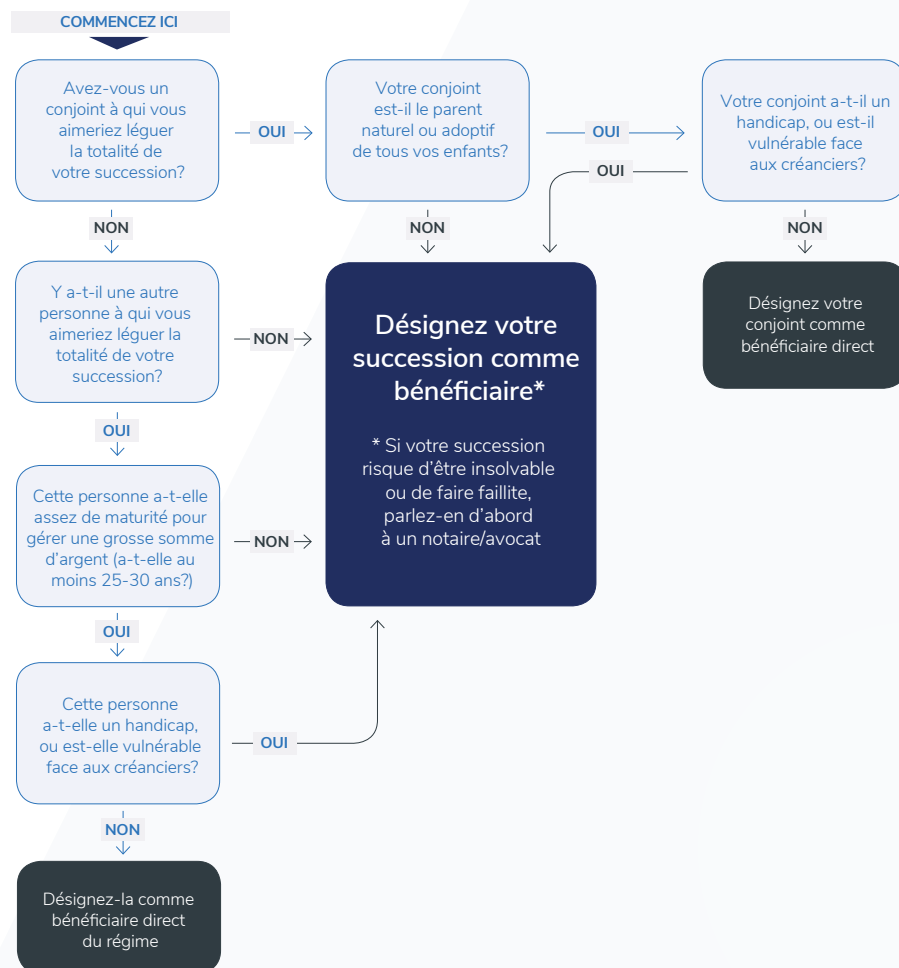 COMMENCEZ ICI
Avez-vous un
conjoint à qui vous
aimeriez léguer
la totalité de
votre succession?
OUI
Votre conjoint
est-il le parent
naturel ou adoptif
de tous vos enfants?
OUI
Votre conjoint a-t-il un
handicap, ou est-il
vulnérable face
aux créanciers?
OUI
NON
NON
NON
Y a-t-il une autre
personne à qui vous
aimeriez léguer la
totalité de votre
succession?
NON
Désignez votre
succession comme
bénéficiaire*
* Si votre succession
risque d'être insolvable
ou de faire faillite,
parlez-en d'abord
à un notaire/avocat
Désignez votre
conjoint comme
bénéficiaire direct
OUI
Cette personne a-t-elle
assez de maturité pour
gérer une grosse somme
d'argent (a-t-elle au
moins 25-30 ans?)
NON
OUI
Cette personne
a-t-elle un handicap,
ou est-elle vulnérable
face aux créanciers?
OUI
NON
Désignez-la comme
bénéficiaire direct
du régime